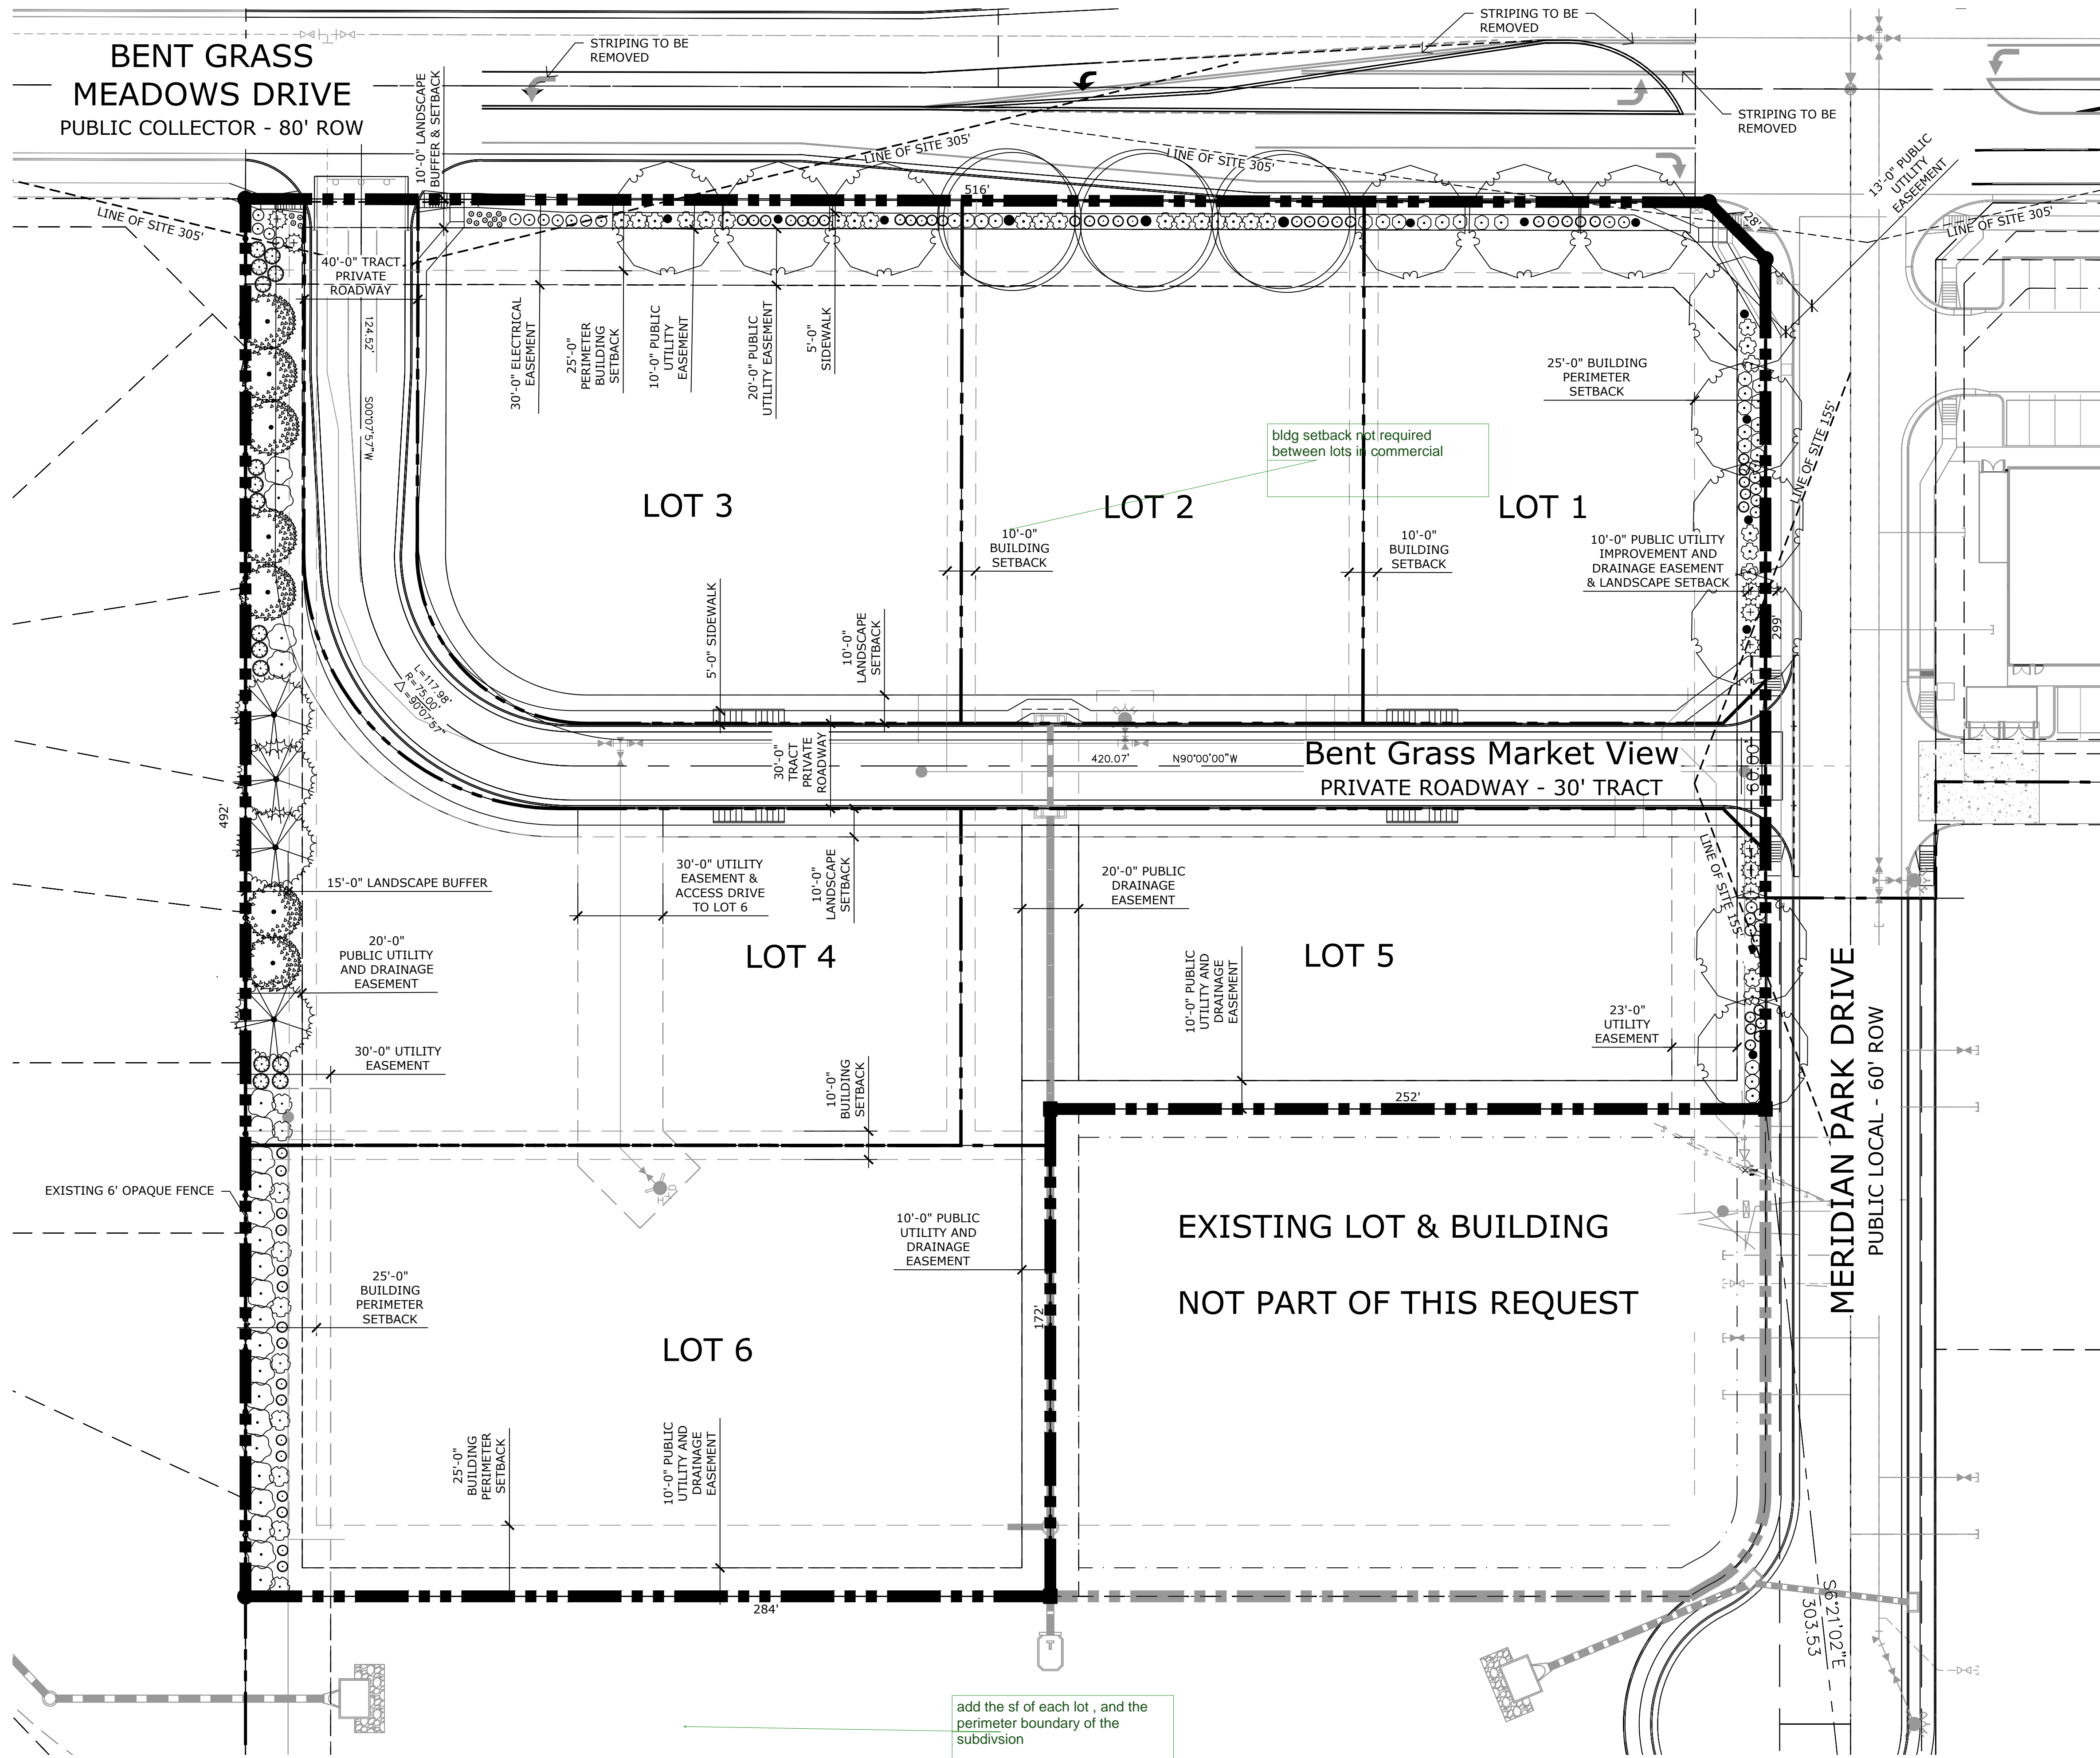 STRIPING TO BE
REMOVED
STRIPING TO BE
REMOVED
BENT GRASS
MEADOWS DRIVE
PUBLIC COLLECTOR - 80' ROW
10'-0" LANDSCAPE
BUFFER & SETBACK
STRIPING TO BE
REMOVED
LINE OF SITE 305'
LINE OF SITE 305'
13'-0" PUBLIC
UTILITY
EASEEMENT
516'
28'
LINE OF SITE 305'
LINE OF SITE 305'
40'-0" TRACT
PRIVATE
ROADWAY
124.52'
S00°07'57"W
30'-0" ELECTRICAL
EASEMENT
25'-0"
PERIMETER
BUILDING
SETBACK
10'-0" PUBLIC
UTILITY
EASEMENT
20'-0" PUBLIC
UTILITY EASEMENT
5'-0"
SIDEWALK
25'-0" BUILDING
PERIMETER
SETBACK
LINE OF SITE 155'
bldg setback not required
between lots in commercial
LOT 3
LOT 2
LOT 1
10'-0"
BUILDING
SETBACK
10'-0"
BUILDING
SETBACK
10'-0" PUBLIC UTILITY
IMPROVEMENT AND
DRAINAGE EASEMENT
& LANDSCAPE SETBACK
299'
5'-0" SIDEWALK
10'-0"
LANDSCAPE
SETBACK
L=117.98'
R=75.00'
△=90°07'57"
30'-0"
TRACT
PRIVATE
ROADWAY
420.07'
N90°00'00"W
Bent Grass Market View
PRIVATE ROADWAY - 30' TRACT
60.00'
492'
LINE OF SITE 155'
15'-0" LANDSCAPE BUFFER
30'-0" UTILITY
EASEMENT &
ACCESS DRIVE
TO LOT 6
10'-0"
LANDSCAPE
SETBACK
20'-0" PUBLIC
DRAINAGE
EASEMENT
20'-0"
PUBLIC UTILITY
AND DRAINAGE
EASEMENT
LOT 4
LOT 5
10'-0" PUBLIC
UTILITY AND
DRAINAGE
EASEMENT
23'-0"
UTILITY
EASEMENT
30'-0" UTILITY
EASEMENT
10'-0"
BUILDING
SETBACK
252'
MERIDIAN PARK DRIVE
PUBLIC LOCAL - 60' ROW
EXISTING 6' OPAQUE FENCE
10'-0" PUBLIC
UTILITY AND
DRAINAGE
EASEMENT
EXISTING LOT & BUILDING
NOT PART OF THIS REQUEST
25'-0"
BUILDING
PERIMETER
SETBACK
172'
LOT 6
25'-0"
BUILDING
PERIMETER
SETBACK
10'-0" PUBLIC
UTILITY AND
DRAINAGE
EASEMENT
284'
S6°21'02"E
303.53
add the sf of each lot , and the
perimeter boundary of the
subdivsion